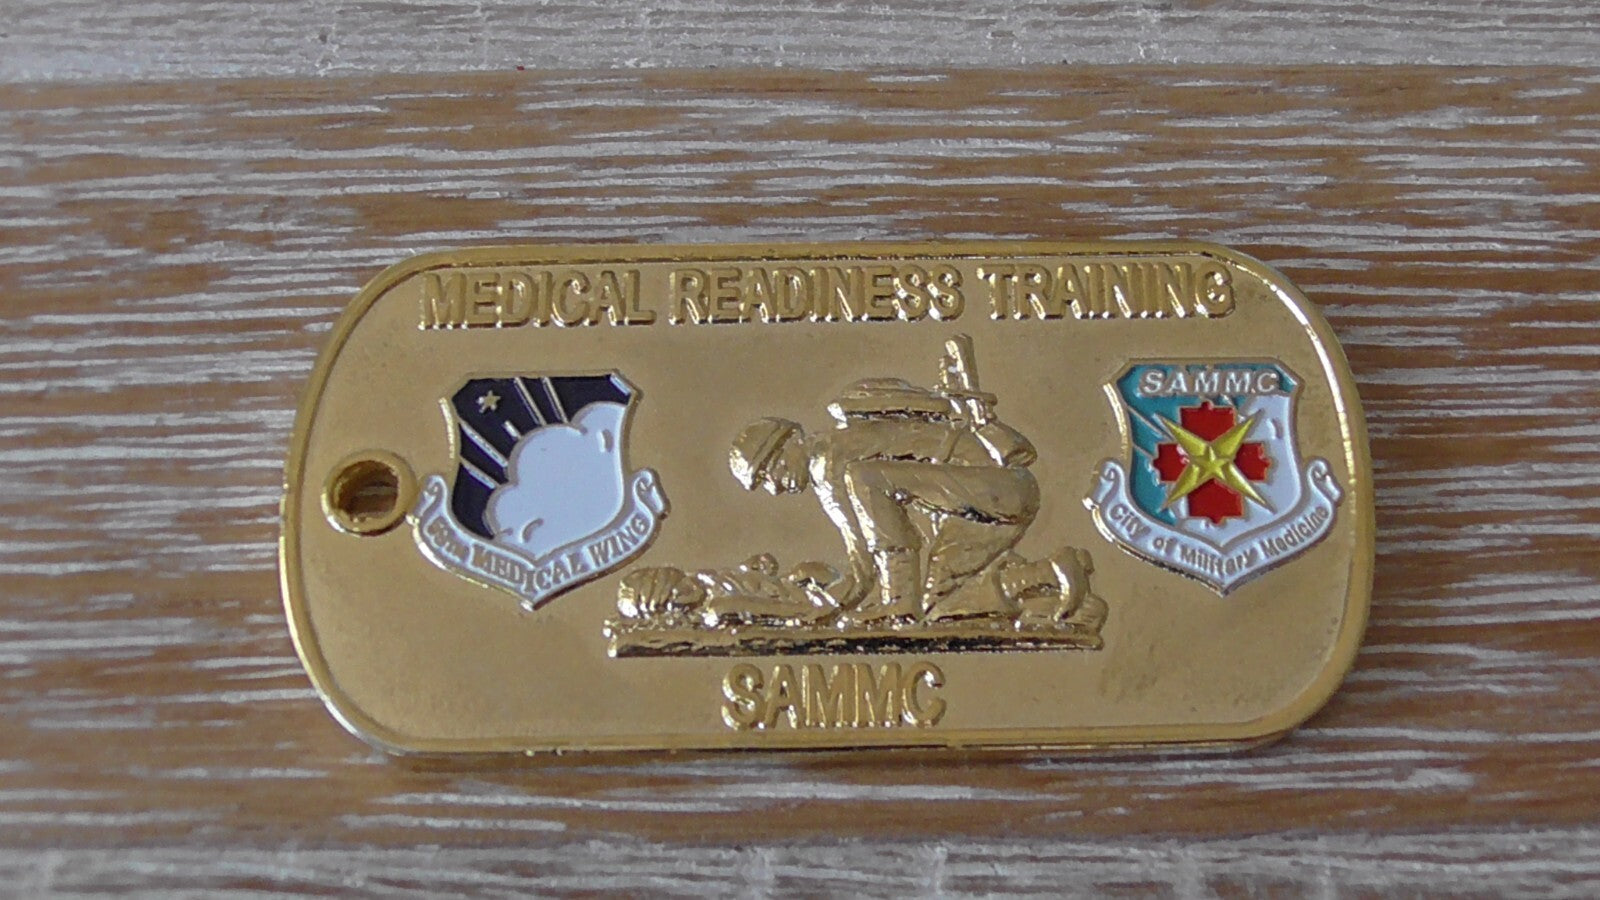 MEDICAL READINESS TRAINING
59TH MEDICAL WING
SAMMC
City of Military Medicine
SAMMC